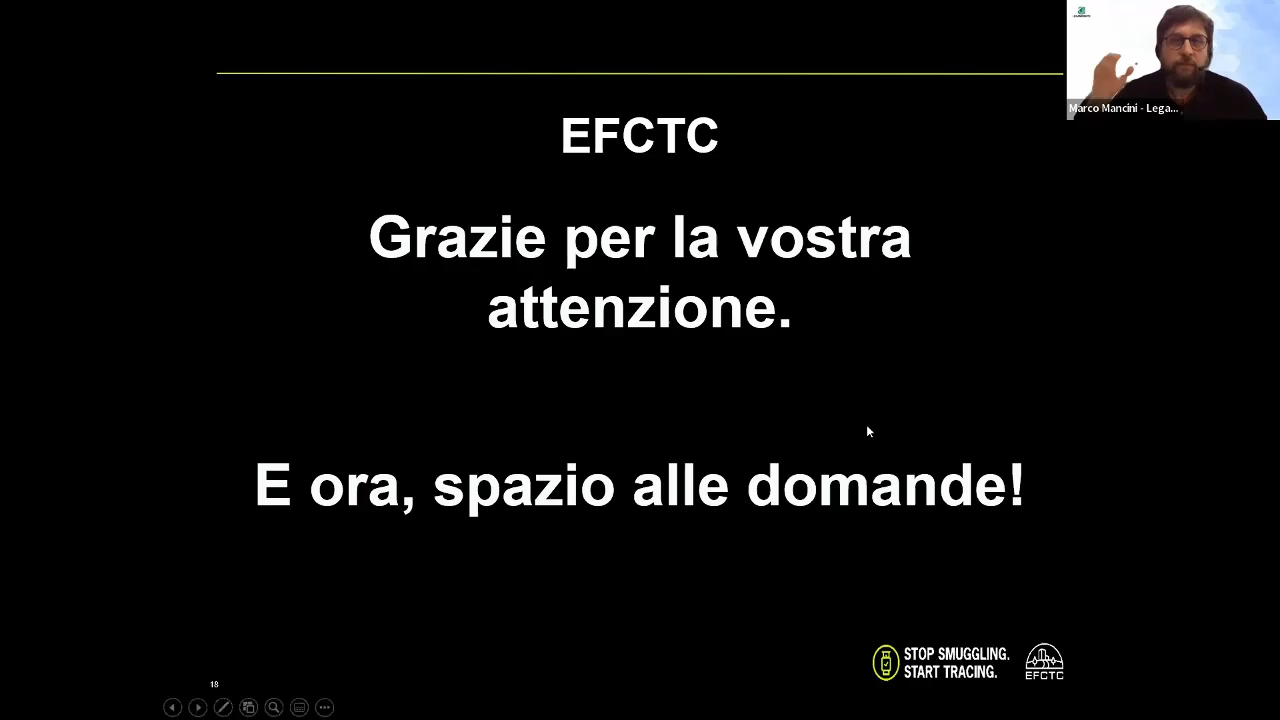 Marco Mancini - Lega...
EFCTC
Grazie per la vostra
attenzione.
E ora, spazio alle domande!
STOP SMUGGLING.
START TRACING.
EFCTC
18